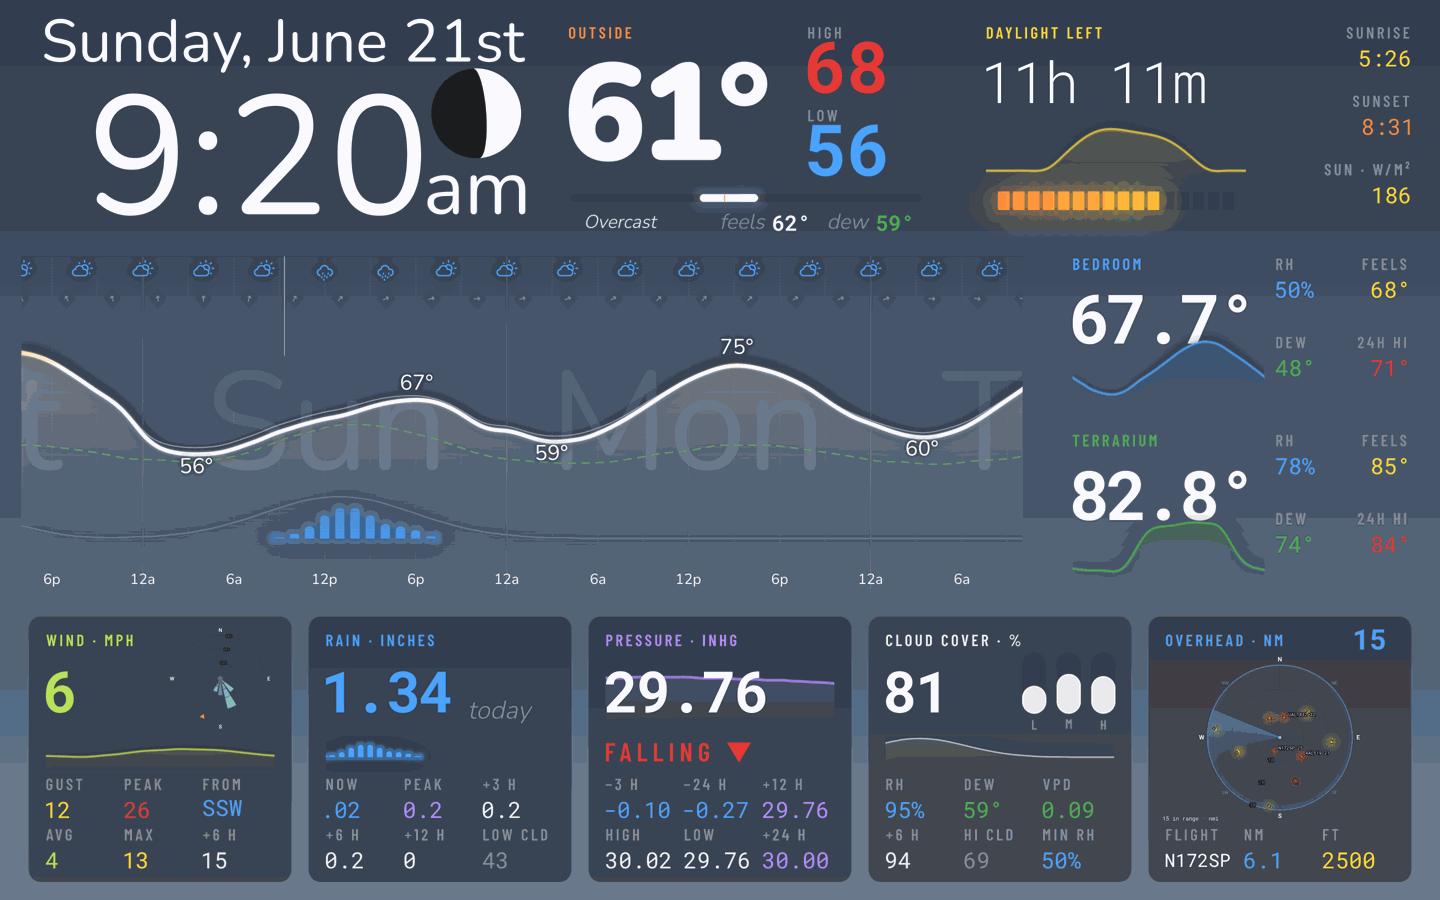 Sunday, June 21st
9:20 am
OUTSIDE
61°
HIGH
68
LOW
56
Overcast feels 62° dew 59°
DAYLIGHT LEFT
11h 11m
SUNRISE
5:26
SUNSET
8:31
SUN · W/M²
186
t Sun Mon T
67°
75°
56°
59°
60°
6p 12a 6a 12p 6p 12a 6a 12p 6p 12a 6a
BEDROOM
67.7°
RH FEELS
50% 68°
DEW 24H HI
48° 71°
TERRARIUM
82.8°
RH FEELS
78% 85°
DEW 24H HI
74° 84°
WIND · MPH
6
N
W E
S
GUST PEAK FROM
12 26 SSW
AVG MAX +6 H
4 13 15
RAIN · INCHES
1.34 today
NOW PEAK +3 H
.02 0.2 0.2
+6 H +12 H LOW CLD
0.2 0 43
PRESSURE · INHG
29.76
FALLING
-3 H -24 H +12 H
-0.10 -0.27 29.76
HIGH LOW +24 H
30.02 29.76 30.00
CLOUD COVER · %
81
L M H
RH DEW VPD
95% 59° 0.09
+6 H HI CLD MIN RH
94 69 50%
OVERHEAD · NM 15
N
W E
S
15 in range · nmi
FLIGHT NM FT
N172SP 6.1 2500